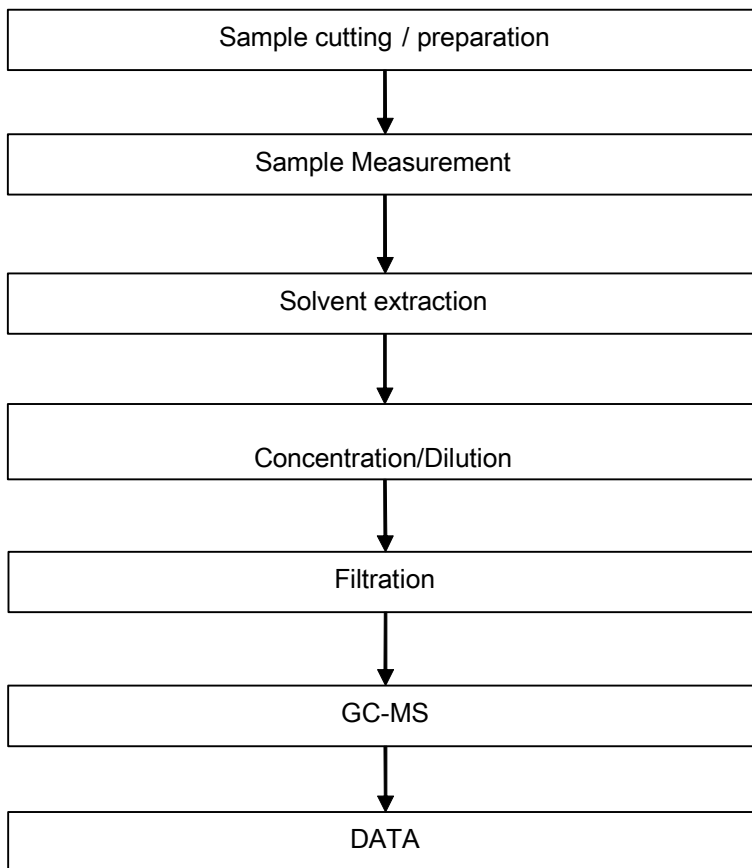 Sample cutting / preparation
Sample Measurement
Solvent extraction
Concentration/Dilution
Filtration
GC-MS
DATA